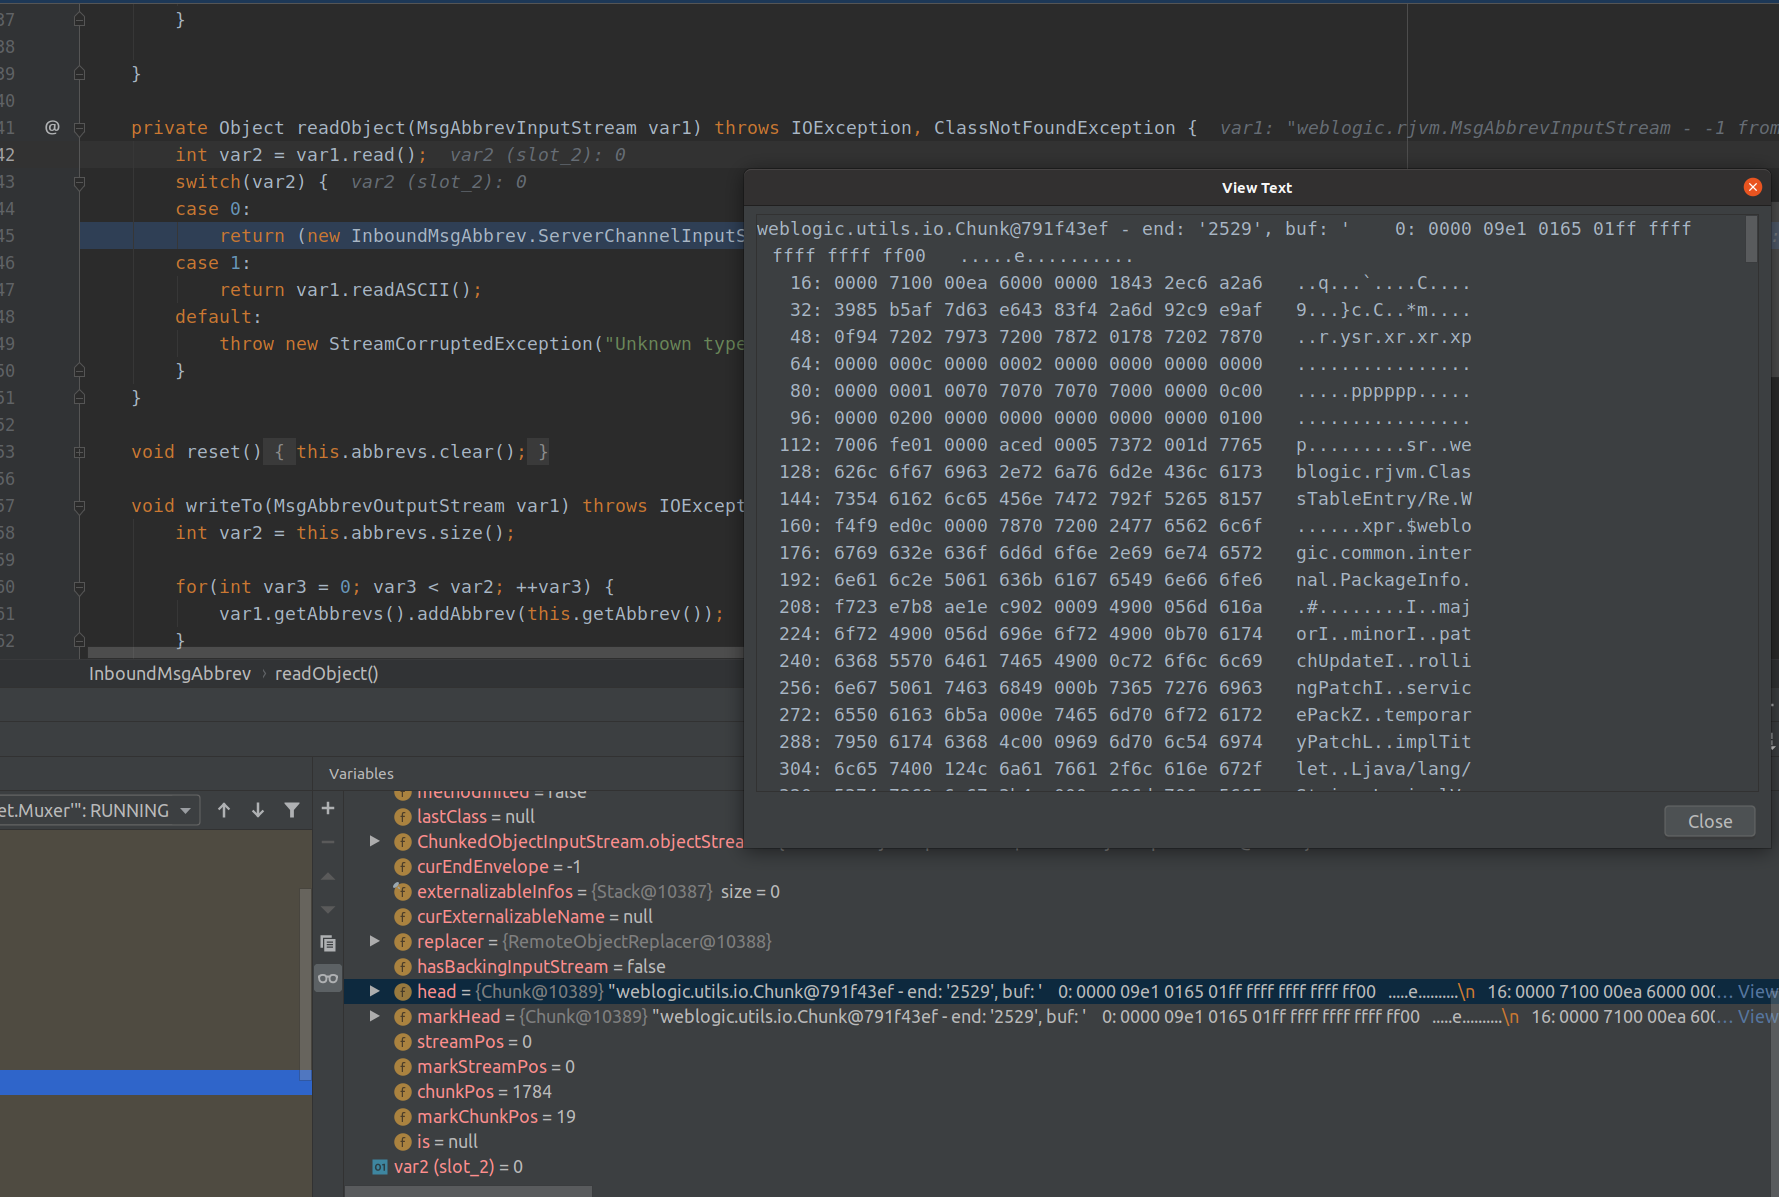 37 }
38
39 }
40
41 @ private Object readObject(MsgAbbrevInputStream var1) throws IOException, ClassNotFoundException { var1: "weblogic.rjvm.MsgAbbrevInputStream - -1 from
42 int var2 = var1.read(); var2 (slot_2): 0
43 switch(var2) { var2 (slot_2): 0
44 case 0:
45 return (new InboundMsgAbbrev.ServerChannelInputS
46 case 1:
47 return var1.readASCII();
48 default:
49 throw new StreamCorruptedException("Unknown type
50 }
51 }
52
53 void reset() { this.abbrevs.clear(); }
56
57 void writeTo(MsgAbbrevOutputStream var1) throws IOExcept
58 int var2 = this.abbrevs.size();
59
60 for(int var3 = 0; var3 < var2; ++var3) {
61 var1.getAbbrevs().addAbbrev(this.getAbbrev());
62 }
InboundMsgAbbrev › readObject()
View Text
weblogic.utils.io.Chunk@791f43ef - end: '2529', buf: ' 0: 0000 09e1 0165 01ff ffff
ffff ffff ff00 .....e..........
16: 0000 7100 00ea 6000 0000 1843 2ec6 a2a6 ..q...`....C....
32: 3985 b5af 7d63 e643 83f4 2a6d 92c9 e9af 9...}c.C..*m....
48: 0f94 7202 7973 7200 7872 0178 7202 7870 ..r.ysr.xr.xr.xp
64: 0000 000c 0000 0002 0000 0000 0000 0000 ................
80: 0000 0001 0070 7070 7070 7000 0000 0c00 .....pppppp.....
96: 0000 0200 0000 0000 0000 0000 0000 0100 ................
112: 7006 fe01 0000 aced 0005 7372 001d 7765 p.........sr..we
128: 626c 6f67 6963 2e72 6a76 6d2e 436c 6173 blogic.rjvm.Clas
144: 7354 6162 6c65 456e 7472 792f 5265 8157 sTableEntry/Re.W
160: f4f9 ed0c 0000 7870 7200 2477 6562 6c6f ......xpr.$weblo
176: 6769 632e 636f 6d6d 6f6e 2e69 6e74 6572 gic.common.inter
192: 6e61 6c2e 5061 636b 6167 6549 6e66 6fe6 nal.PackageInfo.
208: f723 e7b8 ae1e c902 0009 4900 056d 616a .#........I..maj
224: 6f72 4900 056d 696e 6f72 4900 0b70 6174 orI..minorI..pat
240: 6368 5570 6461 7465 4900 0c72 6f6c 6c69 chUpdateI..rolli
256: 6e67 5061 7463 6849 000b 7365 7276 6963 ngPatchI..servic
272: 6550 6163 6b5a 000e 7465 6d70 6f72 6172 ePackZ..temporar
288: 7950 6174 6368 4c00 0969 6d70 6c54 6974 yPatchL..implTit
304: 6c65 7400 124c 6a61 7661 2f6c 616e 672f let..Ljava/lang/
Close
et.Muxer'": RUNNING
Variables
methodInited = false
lastClass = null
ChunkedObjectInputStream.objectStrea
curEndEnvelope = -1
externalizableInfos = {Stack@10387} size = 0
curExternalizableName = null
replacer = {RemoteObjectReplacer@10388}
hasBackingInputStream = false
head = {Chunk@10389} "weblogic.utils.io.Chunk@791f43ef - end: '2529', buf: ' 0: 0000 09e1 0165 01ff ffff ffff ffff ff00 .....e..........\n 16: 0000 7100 00ea 6000 00(... View
markHead = {Chunk@10389} "weblogic.utils.io.Chunk@791f43ef - end: '2529', buf: ' 0: 0000 09e1 0165 01ff ffff ffff ffff ff00 .....e..........\n 16: 0000 7100 00ea 60(... View
streamPos = 0
markStreamPos = 0
chunkPos = 1784
markChunkPos = 19
is = null
var2 (slot_2) = 0